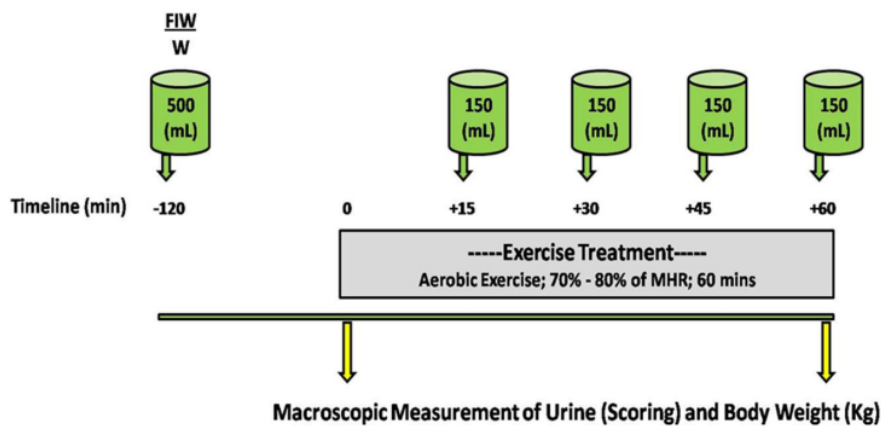 FIW
W
500 (mL)
150 (mL)
150 (mL)
150 (mL)
150 (mL)
Timeline (min) -120 0 +15 +30 +45 +60
-----Exercise Treatment-----
Aerobic Exercise; 70% - 80% of MHR; 60 mins
Macroscopic Measurement of Urine (Scoring) and Body Weight (Kg)